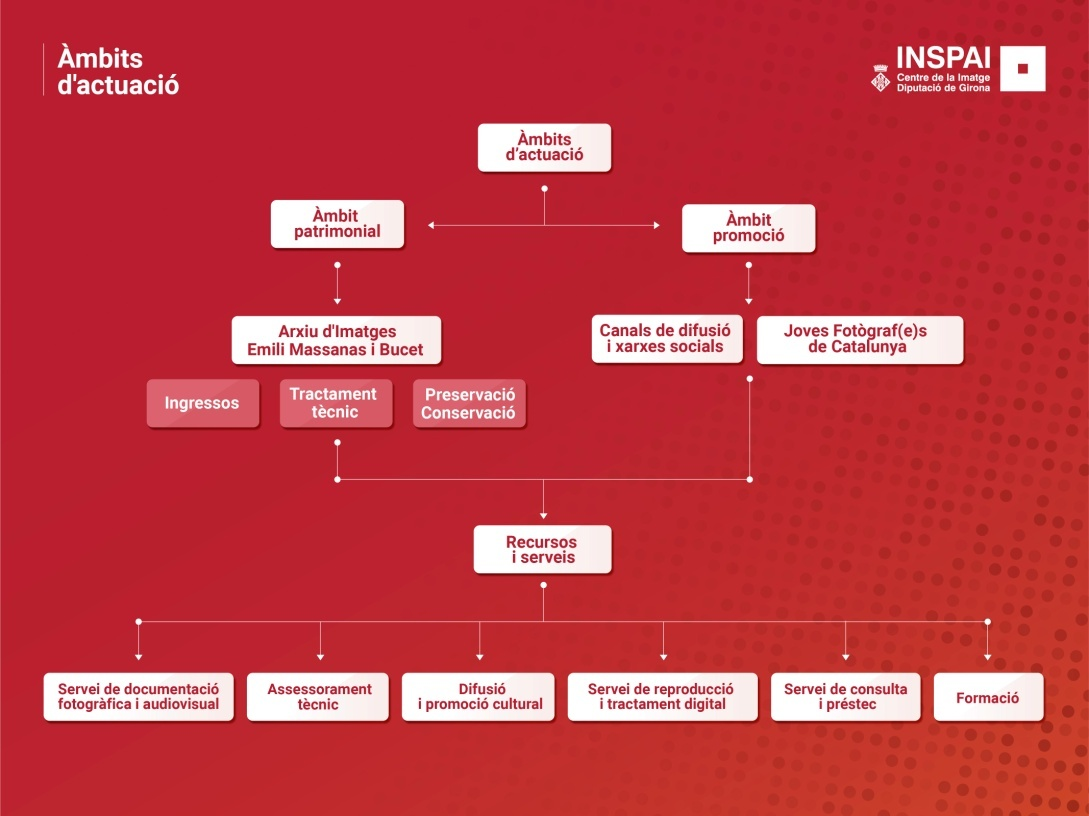 Àmbits
d'actuació
INSPAI
Centre de la Imatge
Diputació de Girona
Àmbits
d'actuació
Àmbit
patrimonial
Àmbit
promoció
Arxiu d'Imatges
Emili Massanas i Bucet
Canals de difusió
i xarxes socials
Joves Fotògraf(e)s
de Catalunya
Ingressos
Tractament
tècnic
Preservació
Conservació
Recursos
i serveis
Servei de documentació
fotogràfica i audiovisual
Assessorament
tècnic
Difusió
i promoció cultural
Servei de reproducció
i tractament digital
Servei de consulta
i préstec
Formació